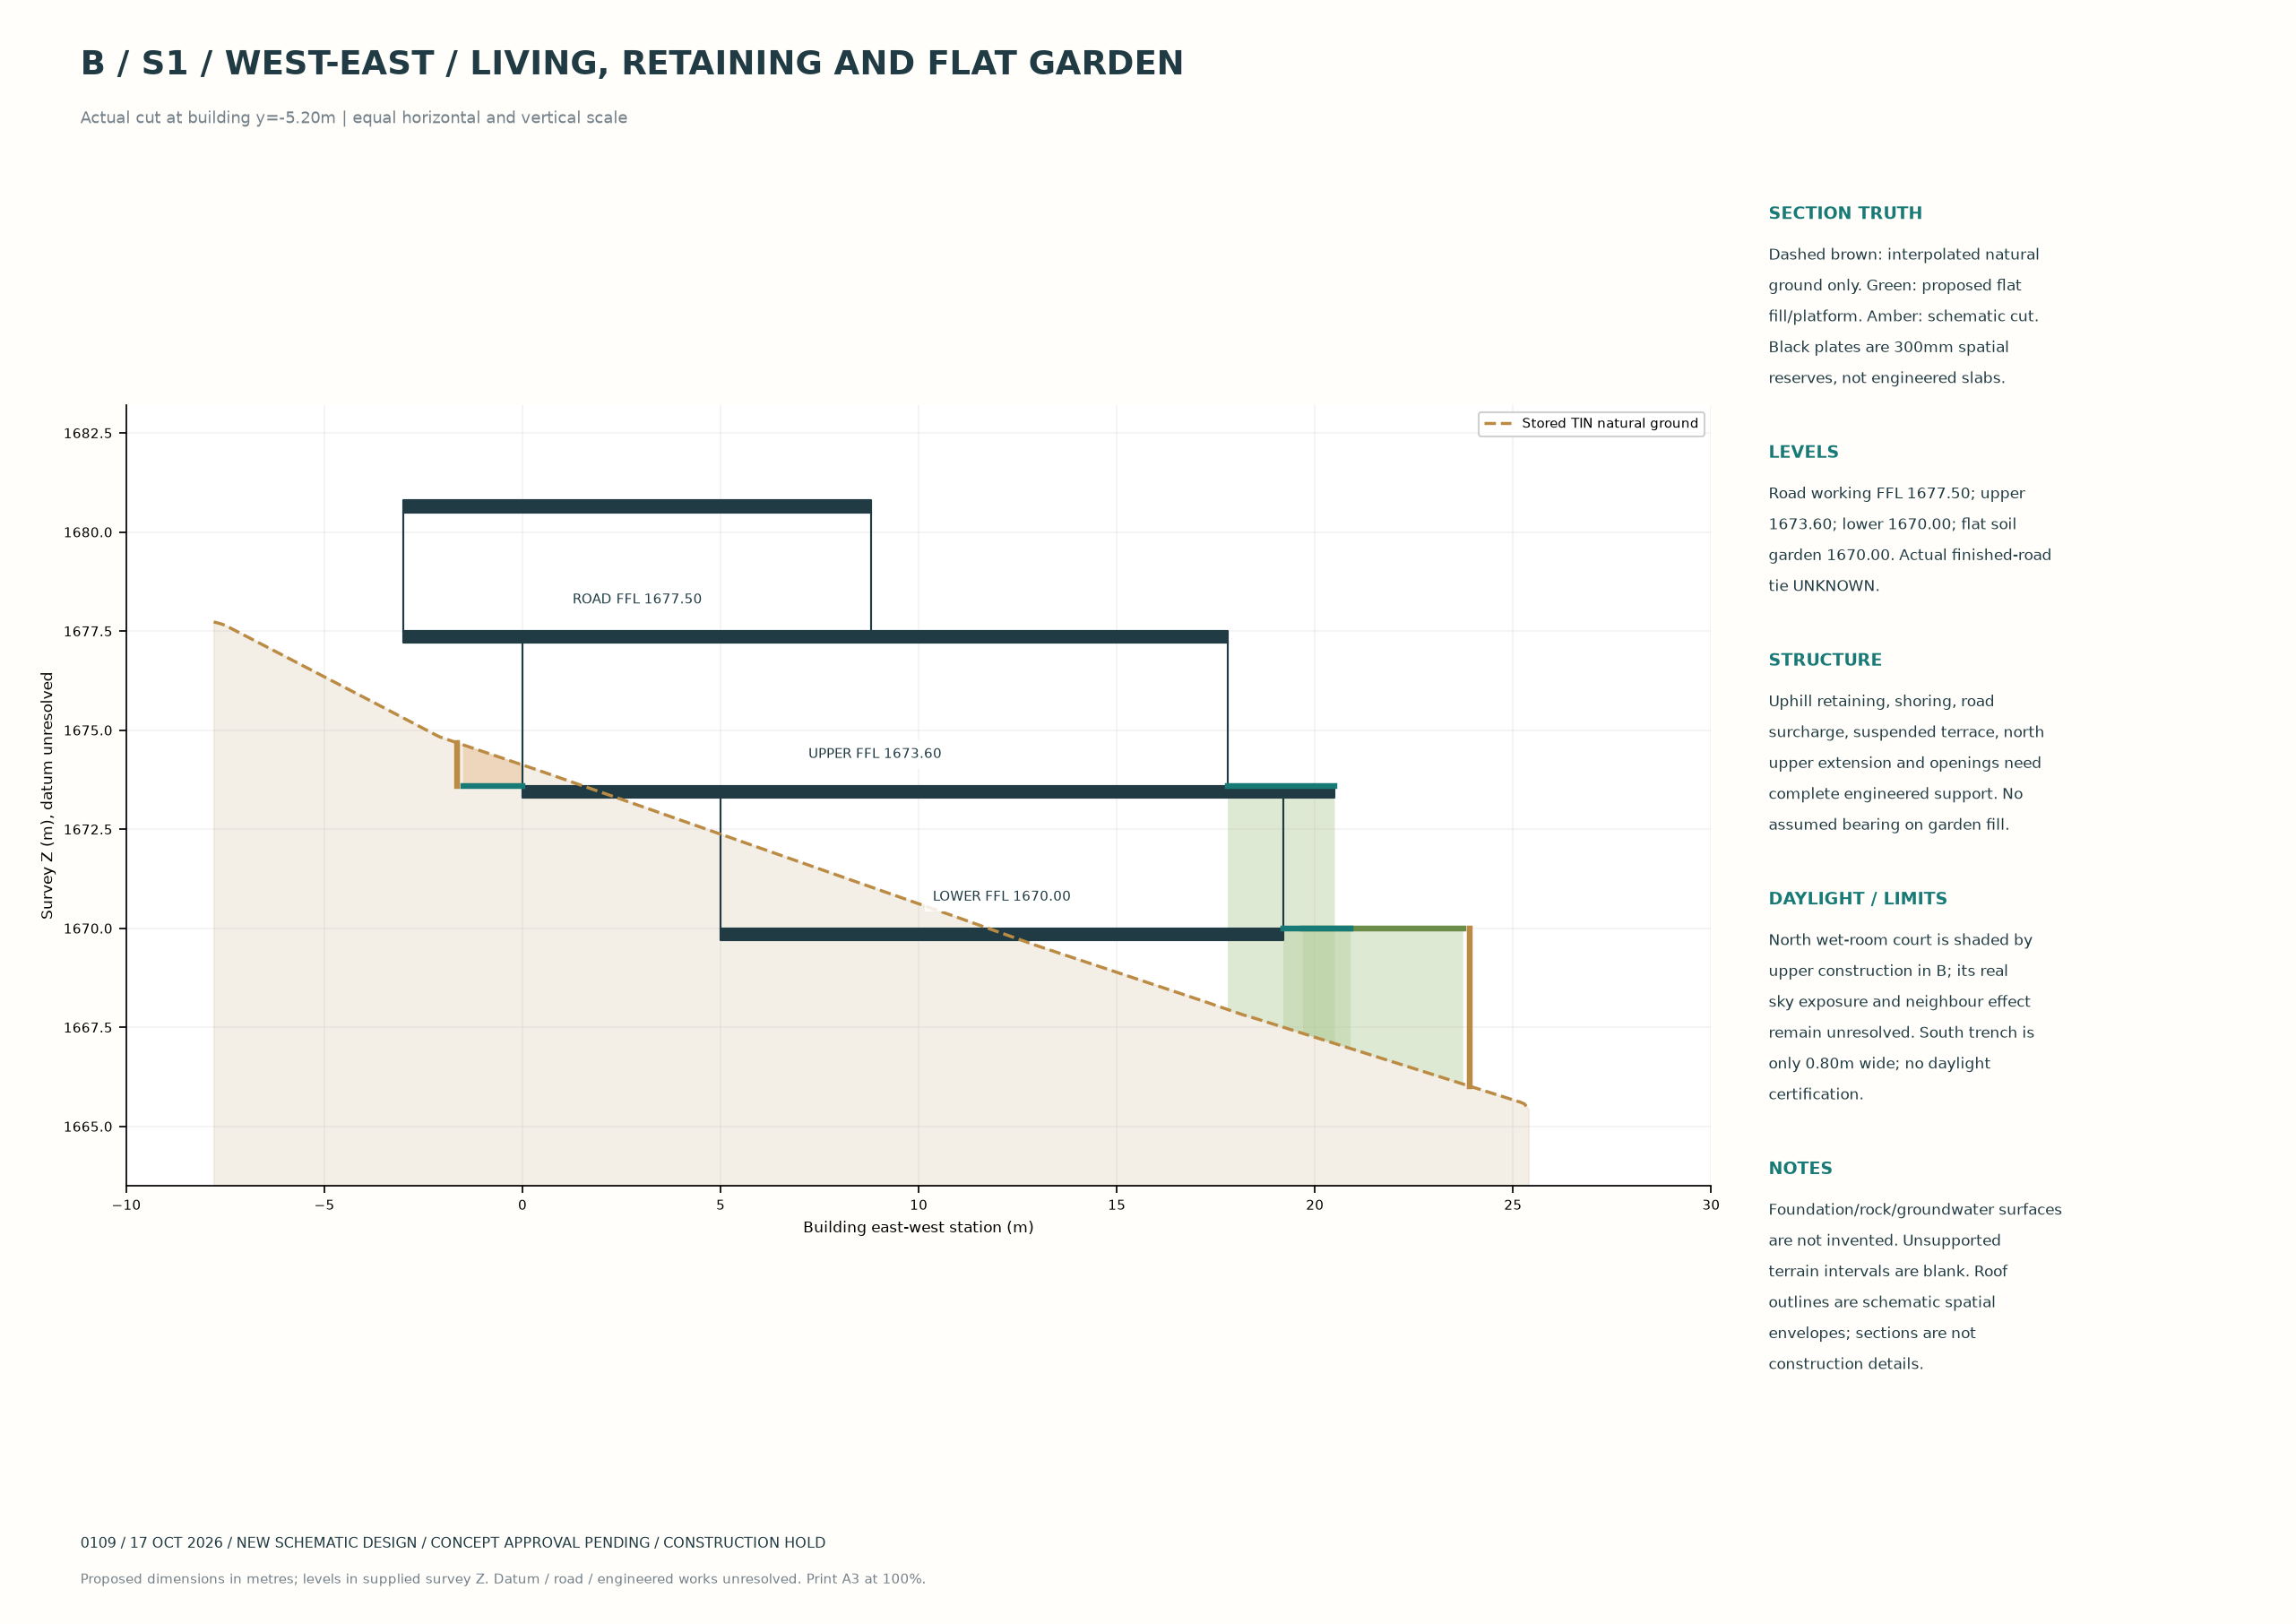 B / S1 / WEST-EAST / LIVING, RETAINING AND FLAT GARDEN
Actual cut at building y=-5.20m | equal horizontal and vertical scale
SECTION TRUTH
Dashed brown: interpolated natural
ground only. Green: proposed flat
fill/platform. Amber: schematic cut.
Black plates are 300mm spatial
reserves, not engineered slabs.
LEVELS
Road working FFL 1677.50; upper
1673.60; lower 1670.00; flat soil
garden 1670.00. Actual finished-road
tie UNKNOWN.
STRUCTURE
Uphill retaining, shoring, road
surcharge, suspended terrace, north
upper extension and openings need
complete engineered support. No
assumed bearing on garden fill.
DAYLIGHT / LIMITS
North wet-room court is shaded by
upper construction in B; its real
sky exposure and neighbour effect
remain unresolved. South trench is
only 0.80m wide; no daylight
certification.
NOTES
Foundation/rock/groundwater surfaces
are not invented. Unsupported
terrain intervals are blank. Roof
outlines are schematic spatial
envelopes; sections are not
construction details.
Stored TIN natural ground
1682.5
1680.0
1677.5
1675.0
1672.5
1670.0
1667.5
1665.0
Survey Z (m), datum unresolved
ROAD FFL 1677.50
UPPER FFL 1673.60
LOWER FFL 1670.00
−10
−5
0
5
10
15
20
25
30
Building east-west station (m)
0109 / 17 OCT 2026 / NEW SCHEMATIC DESIGN / CONCEPT APPROVAL PENDING / CONSTRUCTION HOLD
Proposed dimensions in metres; levels in supplied survey Z. Datum / road / engineered works unresolved. Print A3 at 100%.